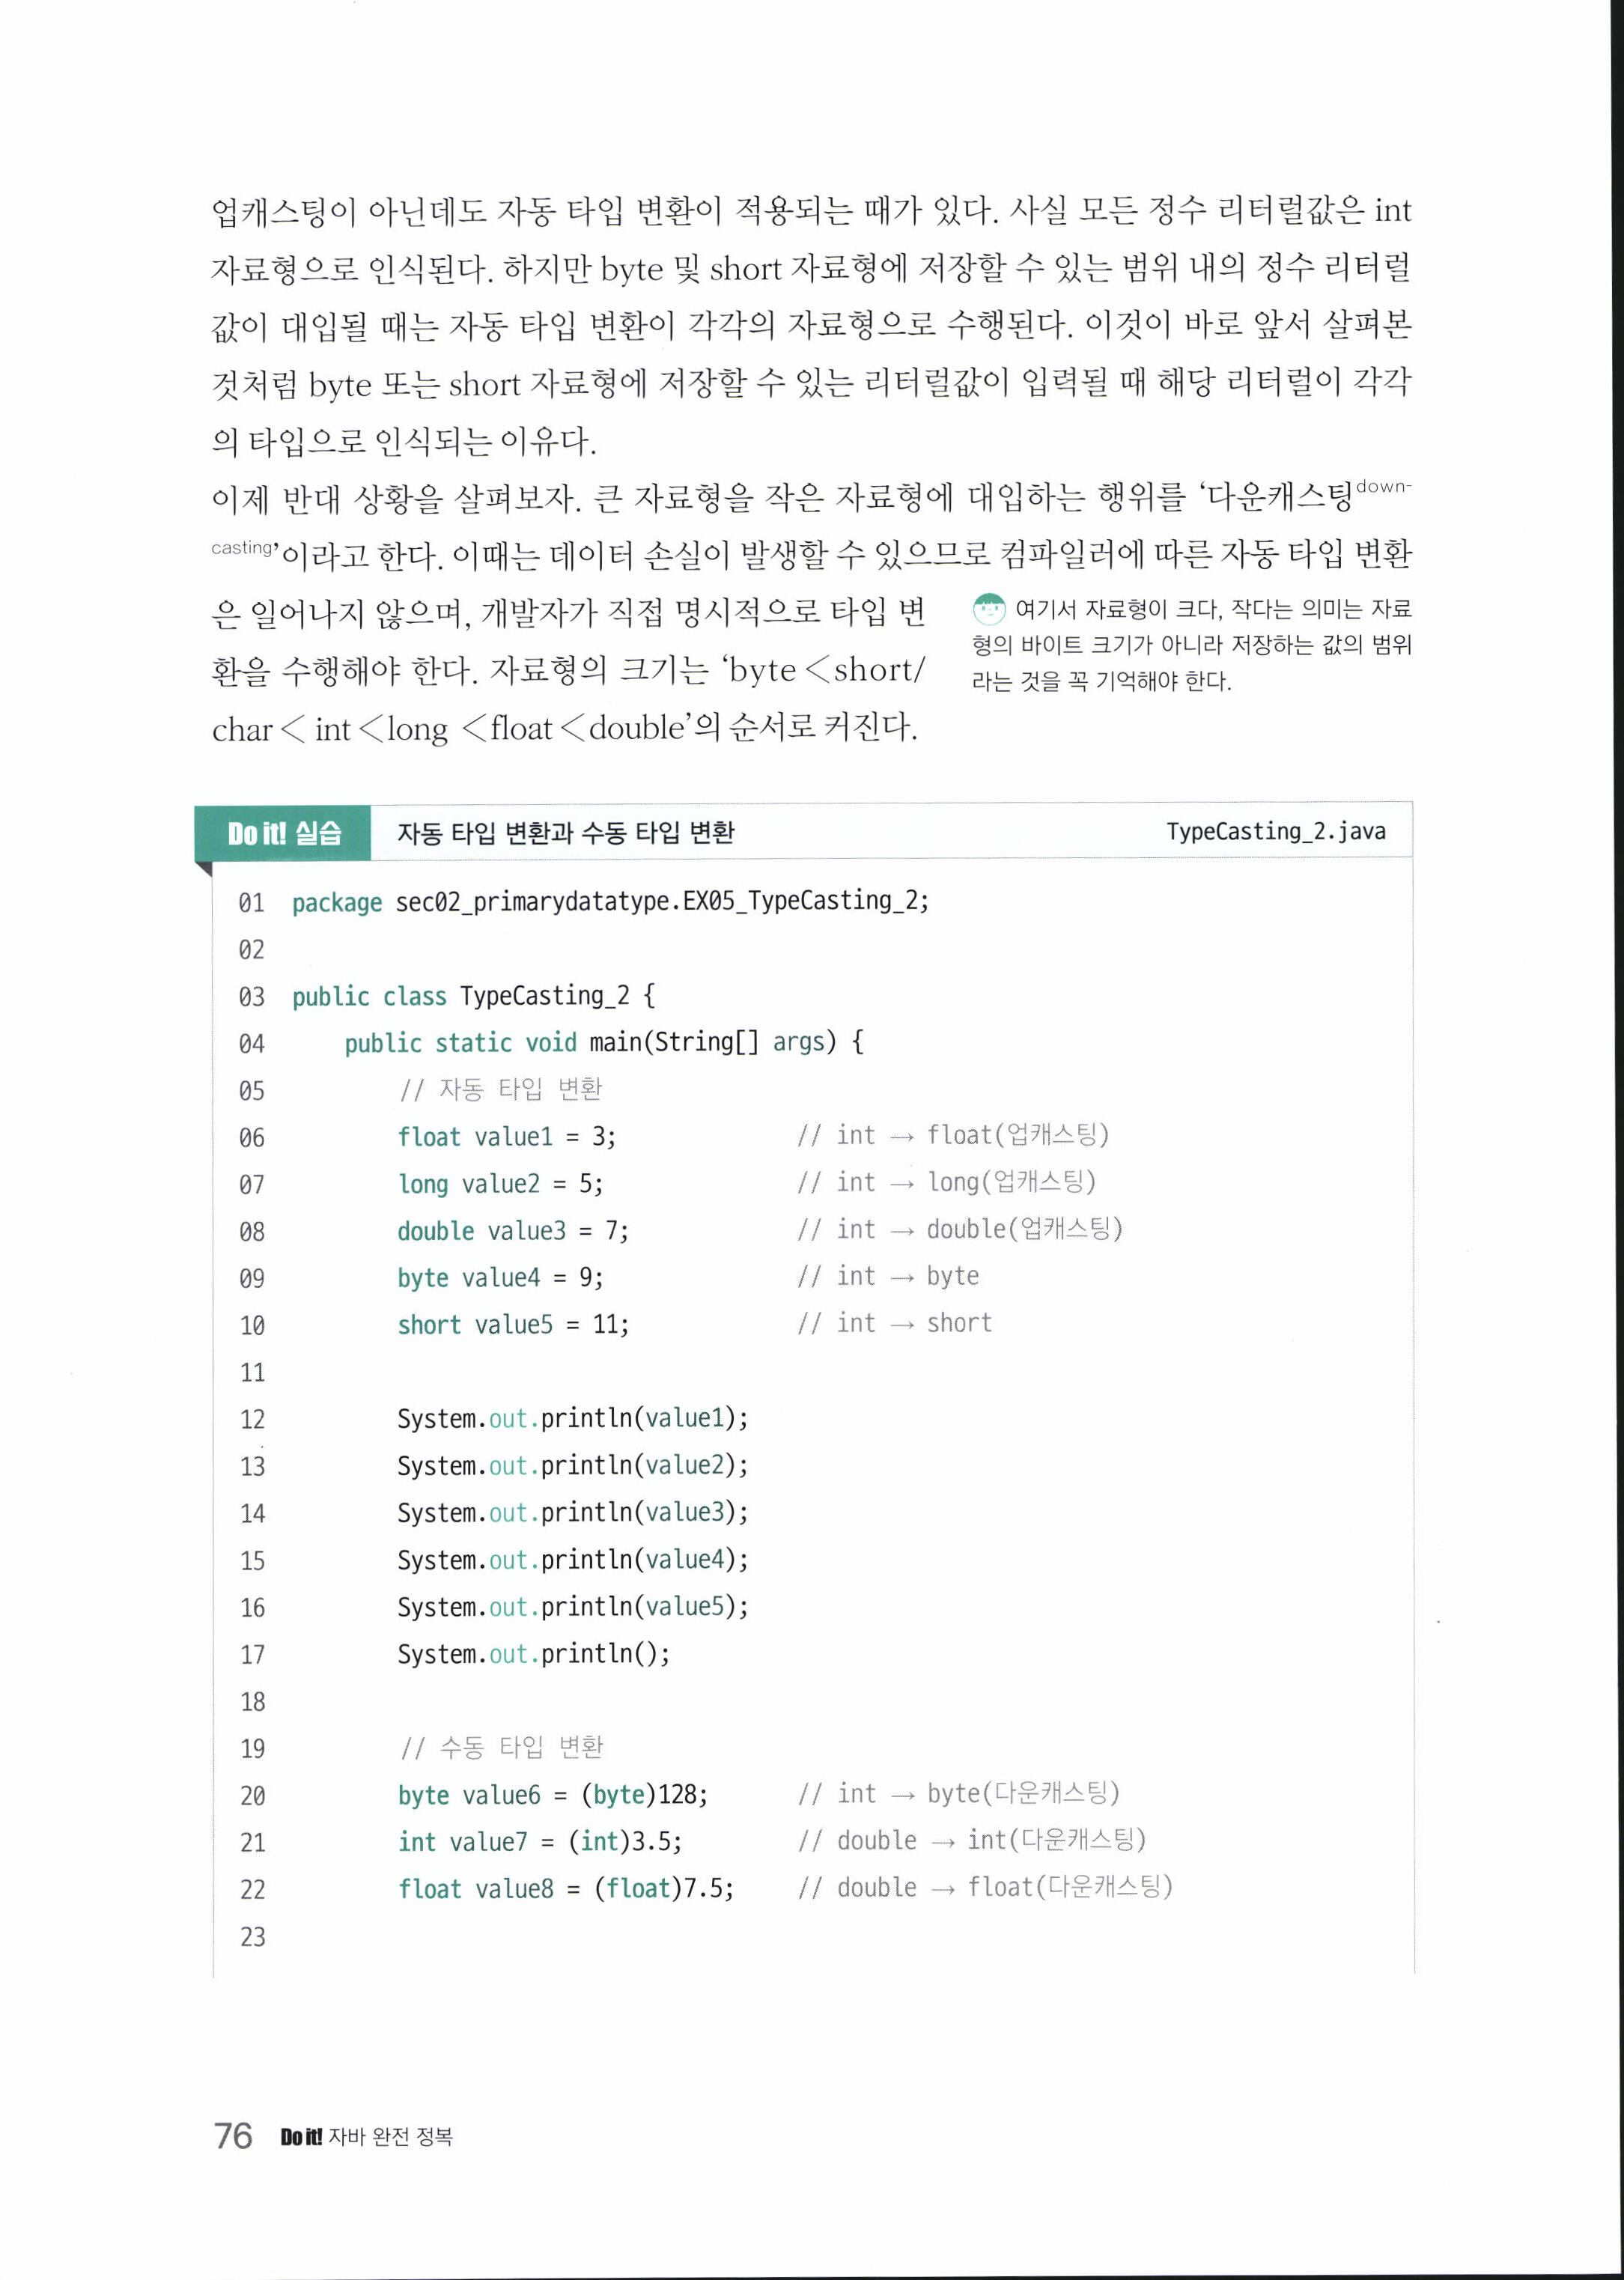 업캐스팅이 아닌데도 자동 타입 변환이 적용되는 때가 있다. 사실 모든 정수 리터럴값은 int
자료형으로 인식된다. 하지만 byte 및 short 자료형에 저장할 수 있는 범위 내의 정수 리터럴
값이 대입될 때는 자동 타입 변환이 각각의 자료형으로 수행된다. 이것이 바로 앞서 살펴본
것처럼 byte 또는 short 자료형에 저장할 수 있는 리터럴값이 입력될 때 해당 리터럴이 각각
의 타입으로 인식되는 이유다.
이제 반대 상황을 살펴보자. 큰 자료형을 작은 자료형에 대입하는 행위를 ‘다운캐스팅down-
casting’이라고 한다. 이때는 데이터 손실이 발생할 수 있으므로 컴파일러에 따른 자동 타입 변환
은 일어나지 않으며, 개발자가 직접 명시적으로 타입 변
환을 수행해야 한다. 자료형의 크기는 ‘byte <short/
char< int <long <float <double’의 순서로 커진다.
여기서 자료형이 크다, 작다는 의미는 자료
형의 바이트 크기가 아니라 저장하는 값의 범위
라는 것을 꼭 기억해야 한다.
Do it! 실습 자동 타입 변환과 수동 타입 변환 TypeCasting_2.java
01 package sec02_primarydatatype.EX05_TypeCasting_2;
02
03 public class TypeCasting_2 {
04 public static void main(String[] args) {
05 // 자동 타입 변환
06 float value1 = 3; // int → float(업캐스팅)
07 long value2 = 5; // int → long(업캐스팅)
08 double value3 = 7; // int → double(업캐스팅)
09 byte value4 = 9; // int → byte
10 short value5 = 11; // int → short
11
12 System.out.println(value1);
13 System.out.println(value2);
14 System.out.println(value3);
15 System.out.println(value4);
16 System.out.println(value5);
17 System.out.println();
18
19 // 수동 타입 변환
20 byte value6 = (byte)128; // int → byte(다운캐스팅)
21 int value7 = (int)3.5; // double → int(다운캐스팅)
22 float value8 = (float)7.5; // double → float(다운캐스팅)
23
76 Do it! 자바 완전 정복